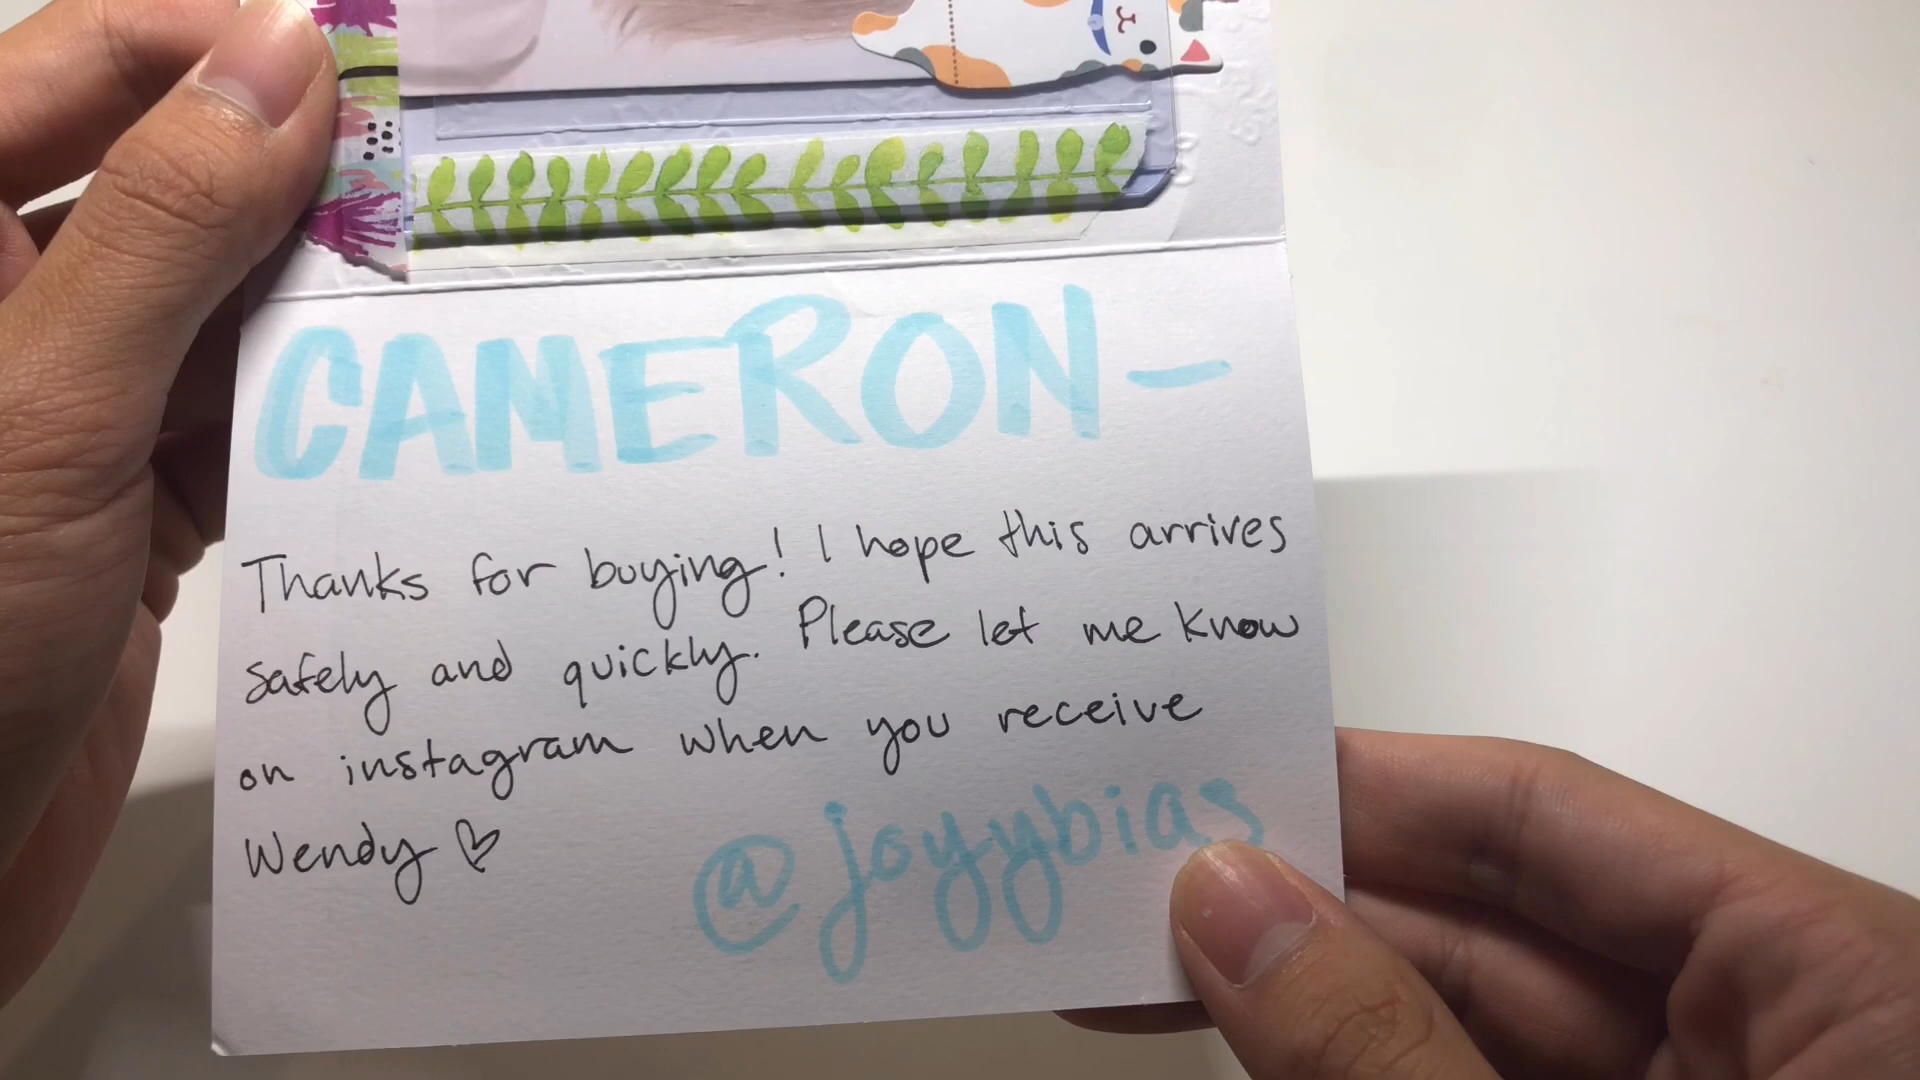 CAMERON—
Thanks for buying! I hope this arrives
safely and quickly. Please let me know
on instagram when you receive
Wendy ♡
@joyybias